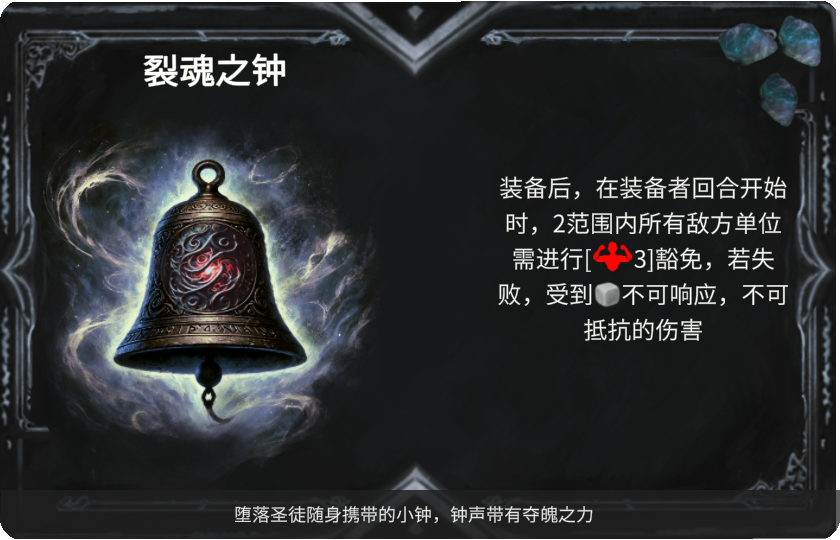 裂魂之钟
装备后，在装备者回合开始
时，2范围内所有敌方单位
需进行[3]豁免，若失
败，受到不可响应，不可
抵抗的伤害
堕落圣徒随身携带的小钟，钟声带有夺魄之力